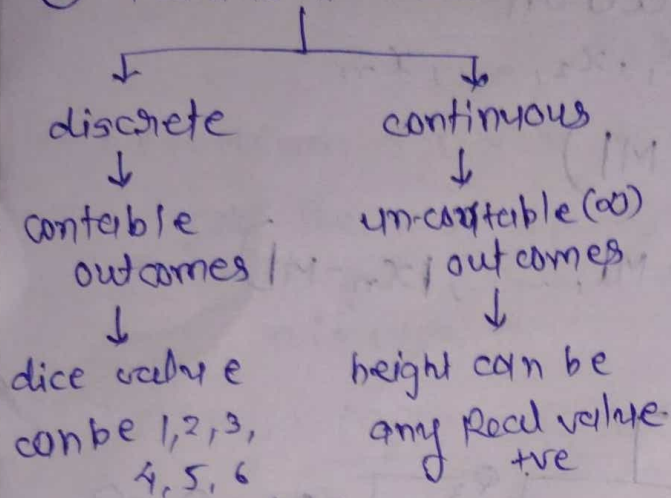 discrete
continuous
contable
outcomes
un-countable (∞)
outcomes
dice value
can be 1, 2, 3,
4, 5, 6
height can be
any Real value
+ve